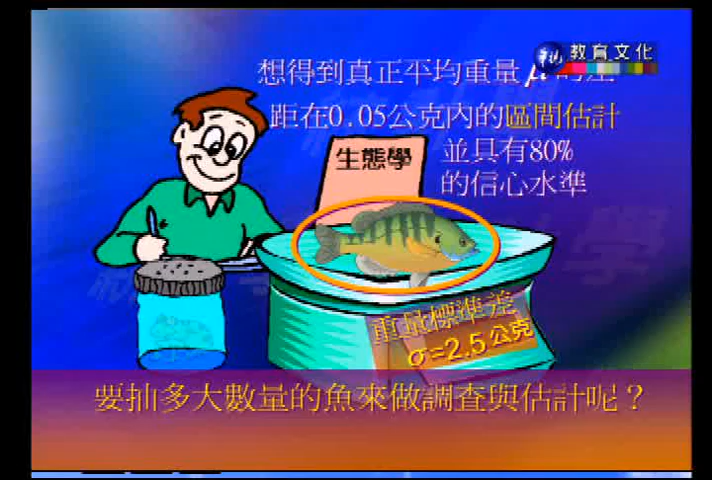 教育文化
想得到真正平均重量μ的差
距在0.05公克內的區間估計
並具有80%
的信心水準
生態學
重量標準差
σ=2.5公克
要抽多大數量的魚來做調查與估計呢？